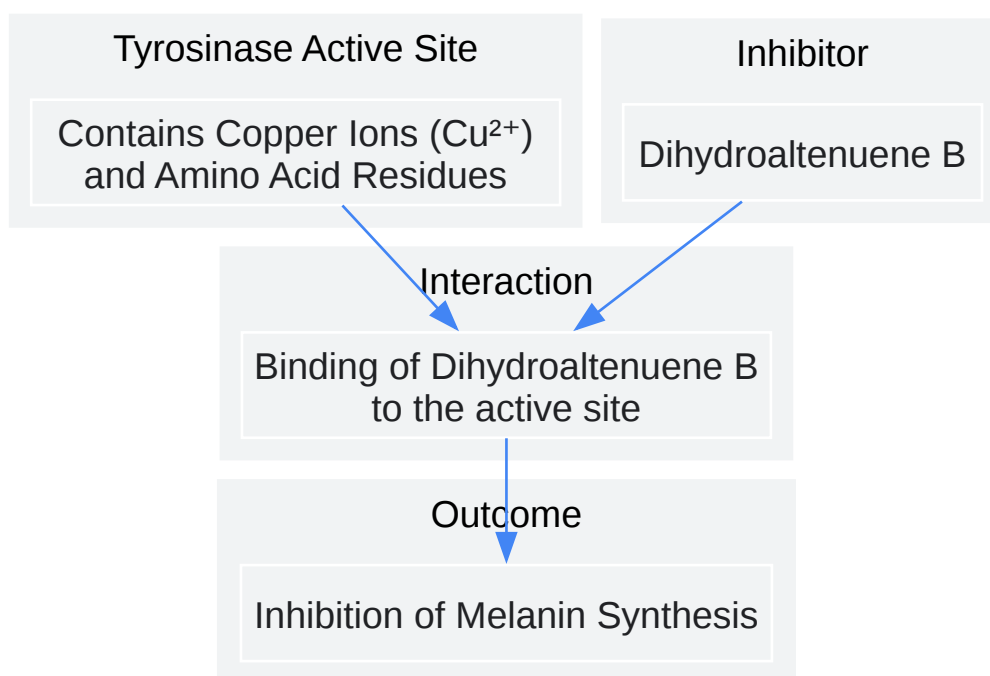 Tyrosinase Active Site
Contains Copper Ions (Cu²⁺)
and Amino Acid Residues
Inhibitor
Dihydroaltenuene B
Interaction
Binding of Dihydroaltenuene B
to the active site
Outcome
Inhibition of Melanin Synthesis